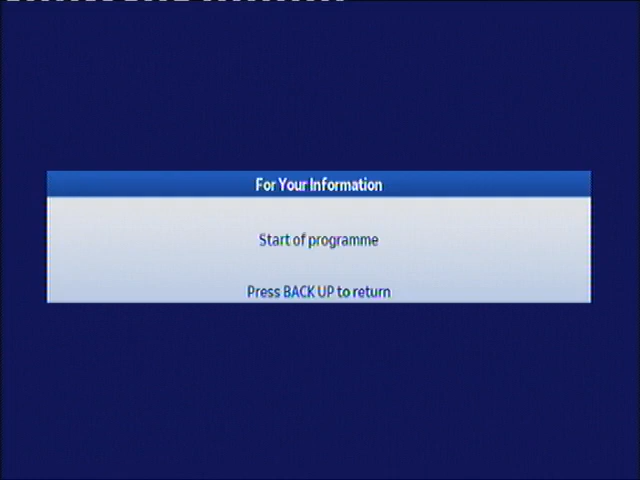 For Your Information
Start of programme
Press BACK UP to return